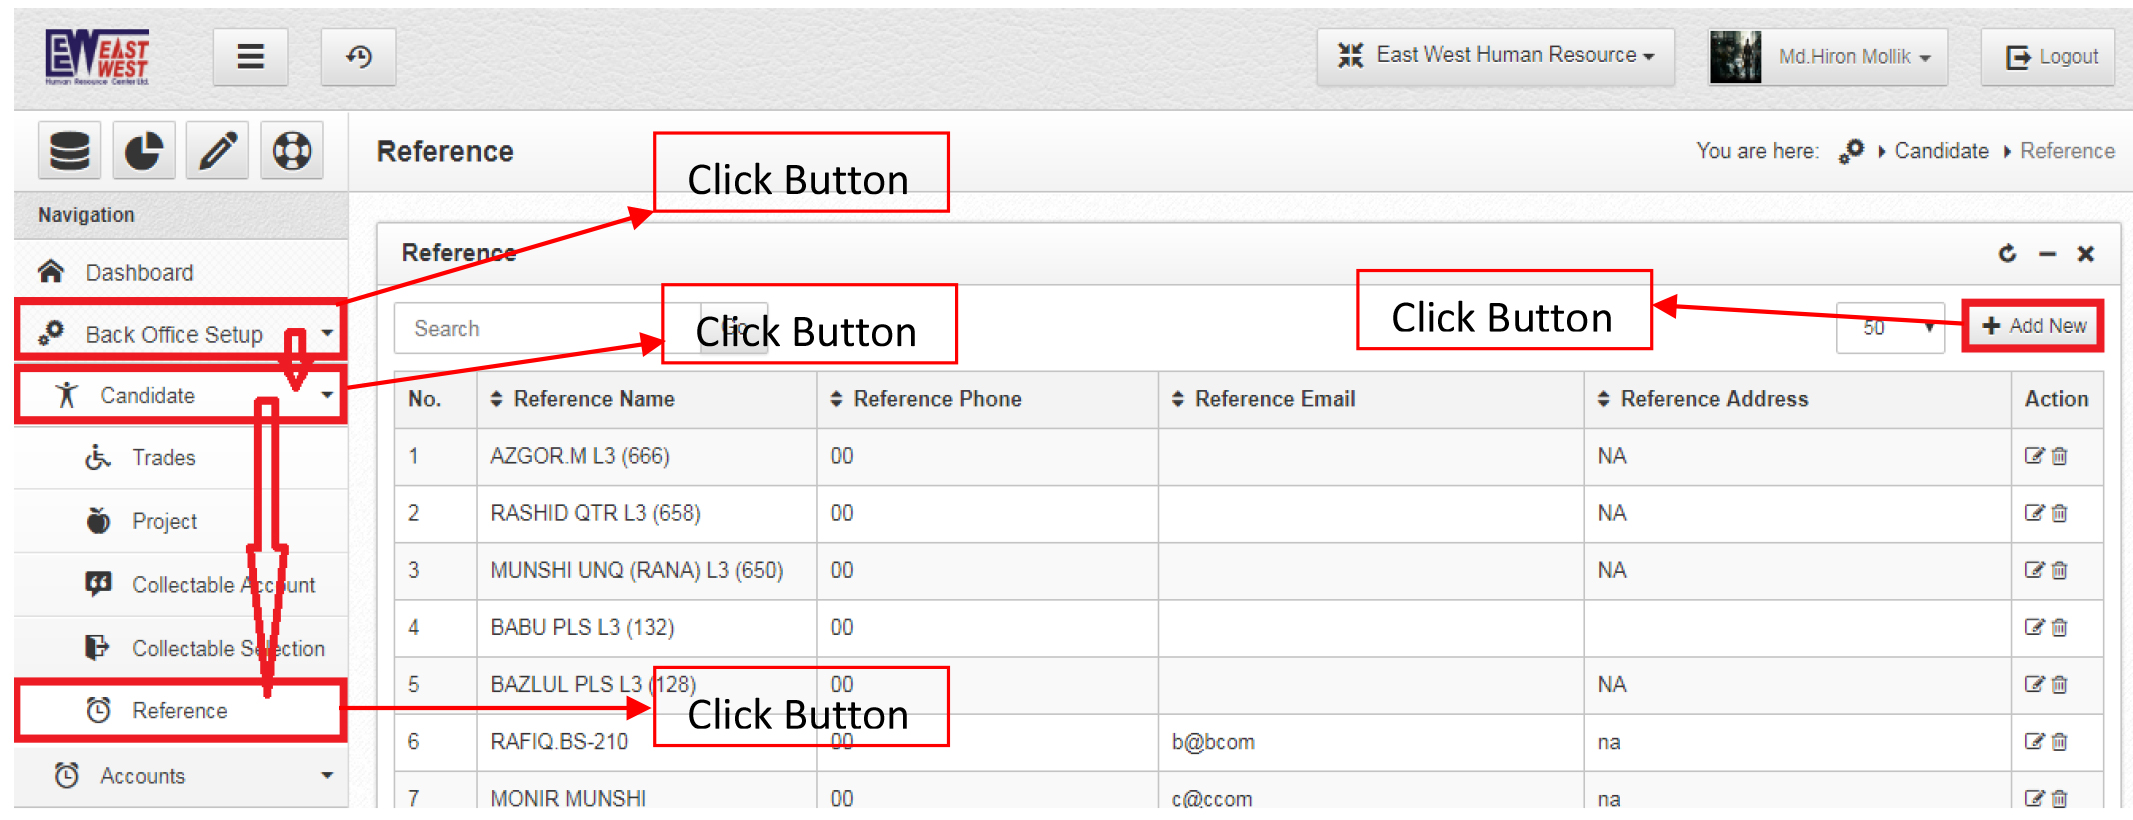 EW EAST WEST
Human Resource Center Ltd.
East West Human Resource
Md.Hiron Mollik
Logout
Reference
You are here: Candidate Reference
Click Button
Navigation
Dashboard
Back Office Setup
Candidate
Trades
Project
Collectable Account
Collectable Selection
Reference
Accounts
Reference
Search Go
Click Button
Click Button
50
Add New
No. Reference Name Reference Phone Reference Email Reference Address Action
1 AZGOR.M L3 (666) 00 NA
2 RASHID QTR L3 (658) 00 NA
3 MUNSHI UNQ (RANA) L3 (650) 00 NA
4 BABU PLS L3 (132) 00
5 BAZLUL PLS L3 (128) 00 NA
Click Button
6 RAFIQ.BS-210 00 b@bcom na
7 MONIR MUNSHI 00 c@ccom na